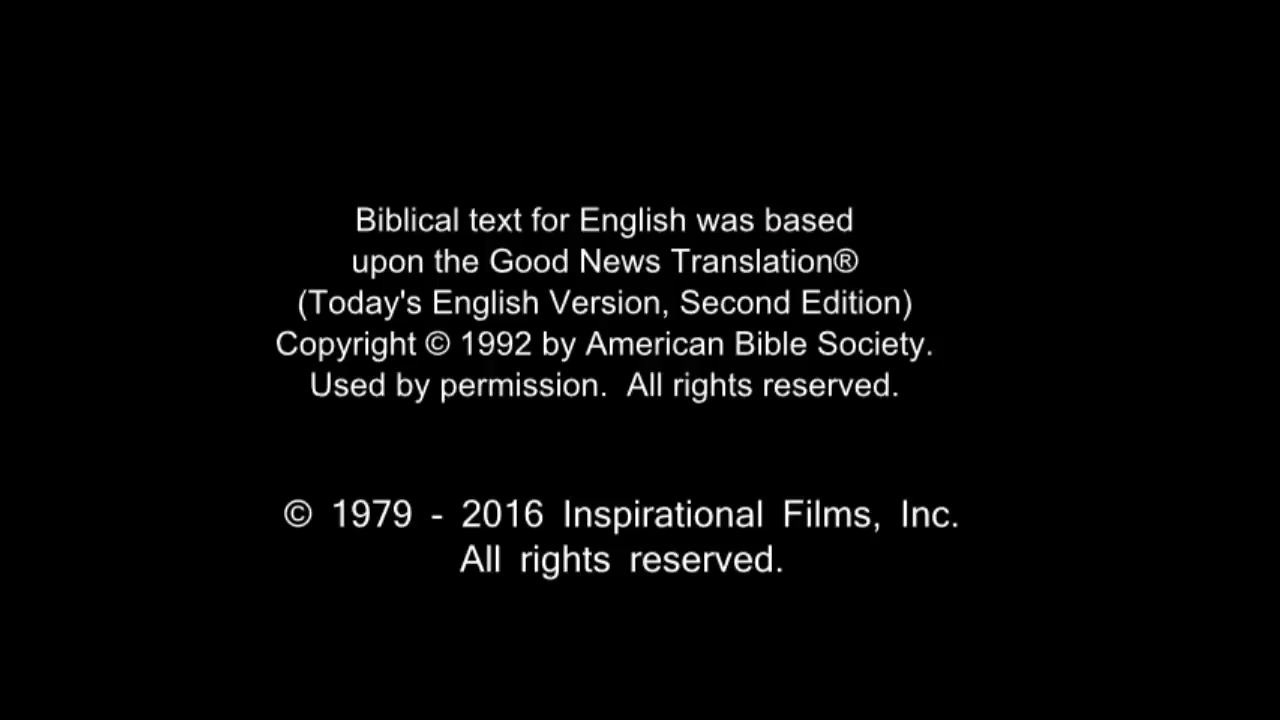 Biblical text for English was based
upon the Good News Translation®
(Today's English Version, Second Edition)
Copyright © 1992 by American Bible Society.
Used by permission.  All rights reserved.
© 1979 - 2016 Inspirational Films, Inc.
All rights reserved.